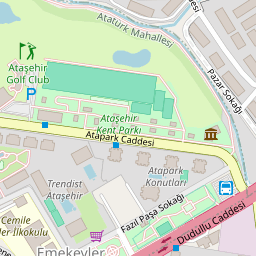 Atatürk
Mahallesi
Ataşehir
Golf Club
P
Pazar Sokağı
Ataşehir
Kent Parkı
Atapark Caddesi
Atapark
Konutları
Trendist
Ataşehir
Fazıl Paşa Sokağı
Cemile
İlkokulu
Dudullu Caddesi
Emekevler